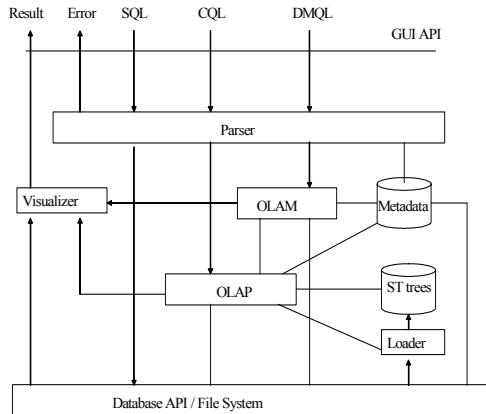 Result Error SQL CQL DMQL
GUI API
Parser
Visualizer
OLAM
Metadata
OLAP
ST trees
Loader
Database API / File System